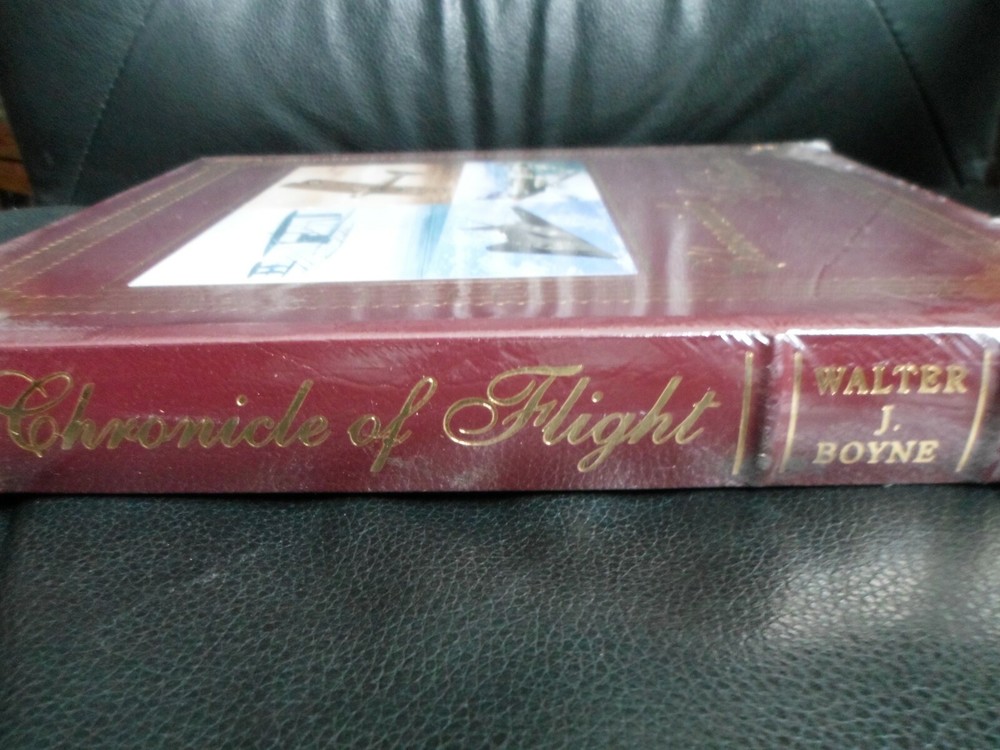 Chronicle of Flight
WALTER
J.
BOYNE